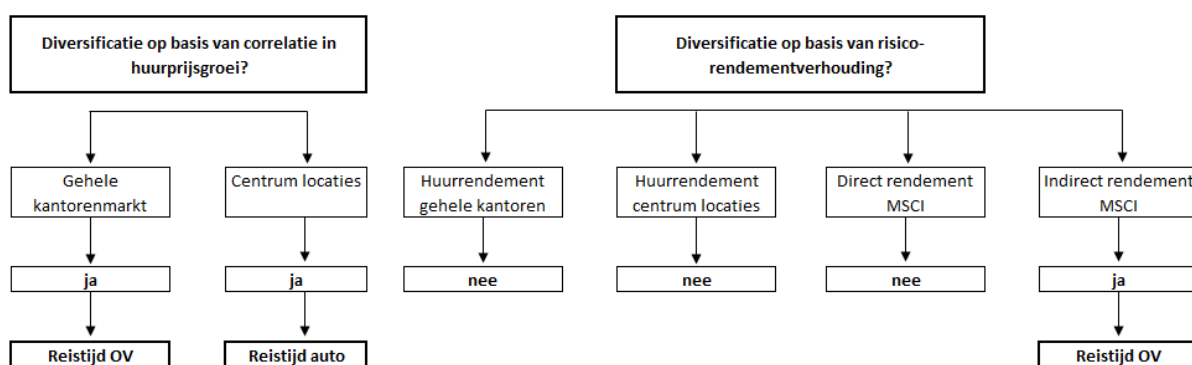 Diversificatie op basis van correlatie in
huurprijsgroei?
Diversificatie op basis van risico-
rendementverhouding?
Gehele
kantorenmarkt
Centrum locaties
Huurrendement
gehele kantoren
Huurrendement
centrum locaties
Direct rendement
MSCI
Indirect rendement
MSCI
ja
ja
nee
nee
nee
ja
Reistijd OV
Reistijd auto
Reistijd OV